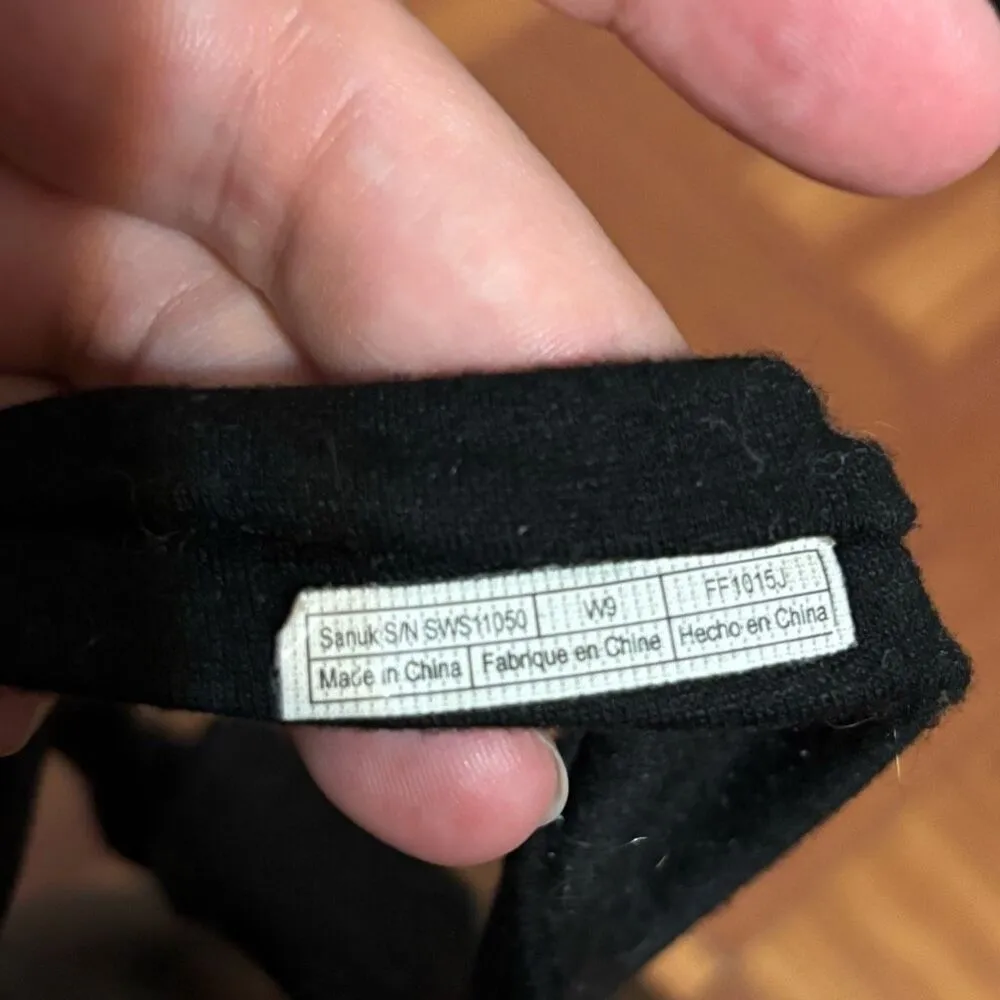 Sanuk S/N SWS11050 W9 FF1015J
Made in China Fabrique en Chine Hecho en China